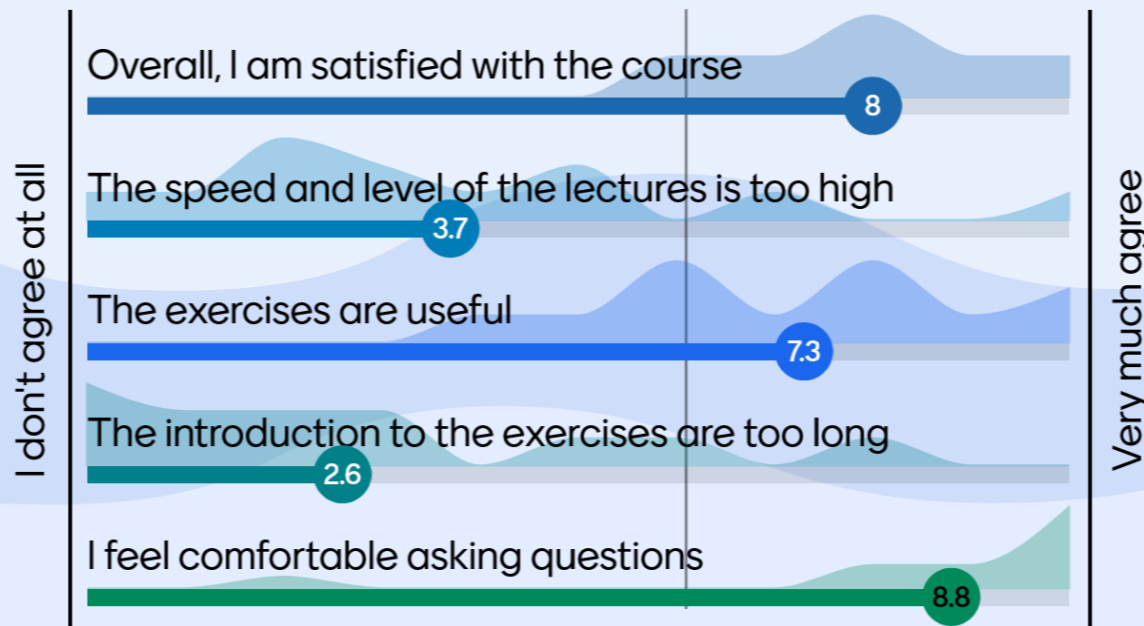 Overall, I am satisfied with the course
8
The speed and level of the lectures is too high
3.7
I don't agree at all
Very much agree
The exercises are useful
7.3
The introduction to the exercises are too long
2.6
I feel comfortable asking questions
8.8